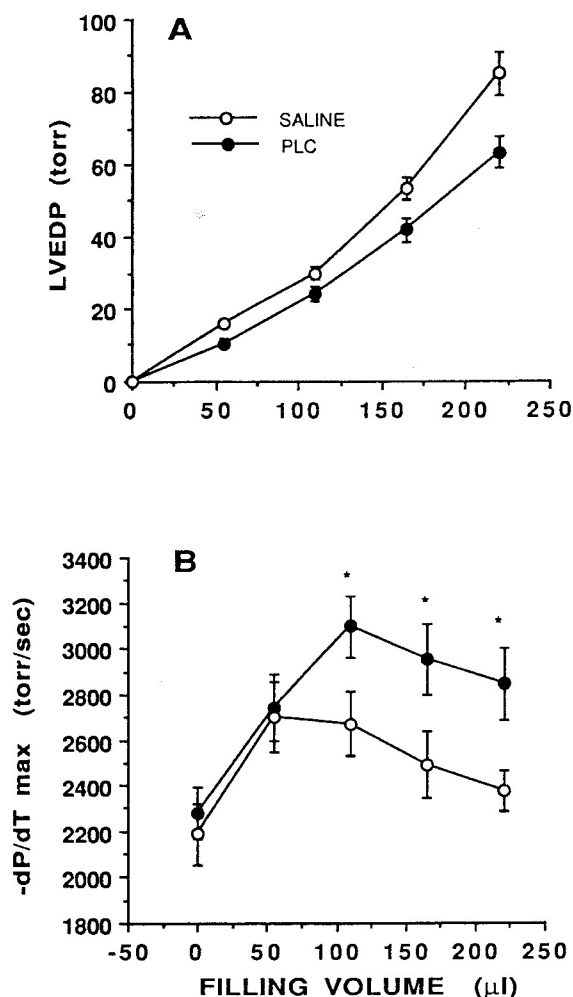 A
100
80
60
40
20
0
LVEDP (torr)
SALINE
PLC
0 50 100 150 200 250
B
3400
3200
3000
2800
2600
2400
2200
2000
1800
-dP/dT max (torr/sec)
* * *
-50 0 50 100 150 200 250
FILLING VOLUME (µl)